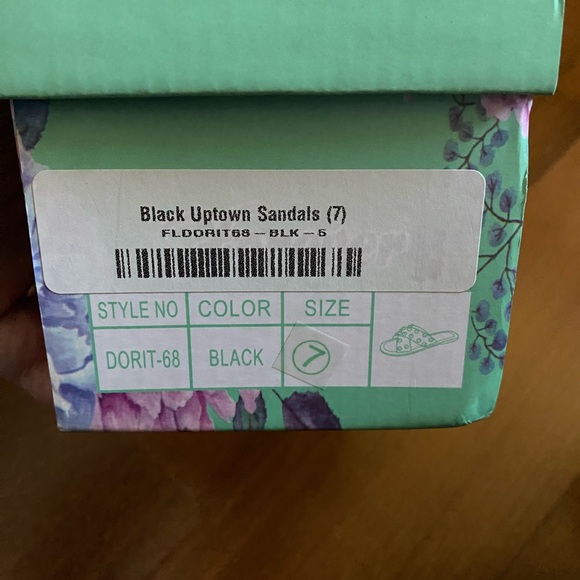 Black Uptown Sandals (7)
FLDORIT68-BLK-5
STYLE NO COLOR SIZE
DORIT-68 BLACK 7